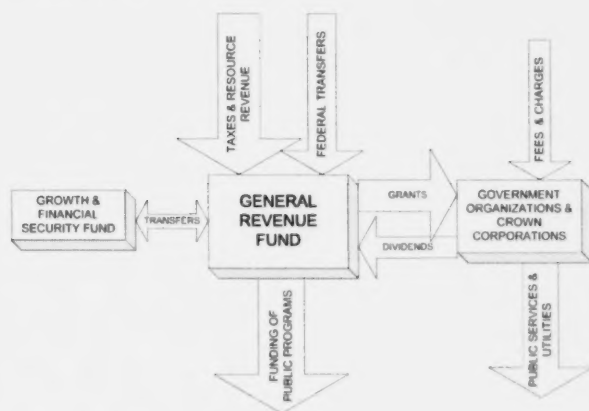 TAXES & RESOURCE
REVENUE
FEDERAL TRANSFERS
FEES & CHARGES
GROWTH &
FINANCIAL
SECURITY FUND
TRANSFERS
GENERAL
REVENUE
FUND
GRANTS
DIVIDENDS
GOVERNMENT
ORGANIZATIONS &
CROWN
CORPORATIONS
FUNDING OF
PUBLIC PROGRAMS
PUBLIC SERVICES &
UTILITIES